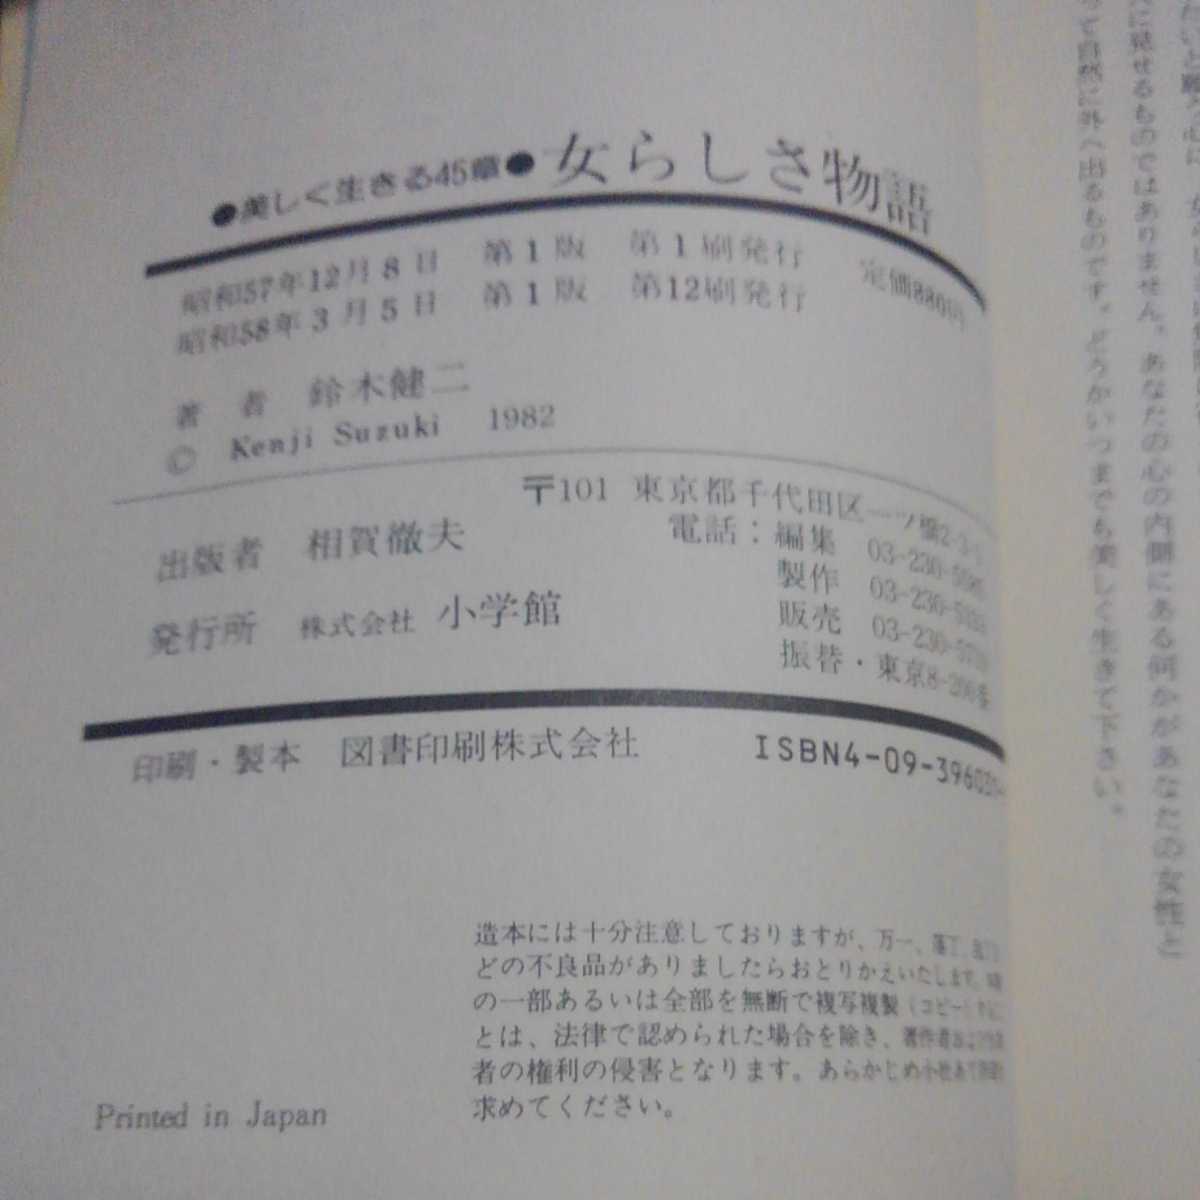 ●美しく生きる45章● 女らしさ物語
昭和57年12月8日 第1版 第1刷発行 定価880円
昭和58年3月5日 第1版 第12刷発行
著者 鈴木健二
© Kenji Suzuki 1982
〒101 東京都千代田区一ツ橋2-3-1
出版者 相賀徹夫
電話:編集 03-230-
製作 03-230-
発行所 株式会社 小学館
販売 03-230-
振替・東京8-200番
印刷・製本 図書印刷株式会社
ISBN4-09-3960
造本には十分注意しておりますが、万一、落丁、乱丁な
どの不良品がありましたらおとりかえいたします。
の一部あるいは全部を無断で複写複製(コピー)するこ
とは、法律で認められた場合を除き、著作者および出版
者の権利の侵害となります。あらかじめ小社あて許諾を
求めてください。
Printed in Japan
に見せるものではありません。あなたの心の内側にある何かがあなたの女性と
って自然に外へ出るものです。どうかいつまでも美しく生きて下さい。